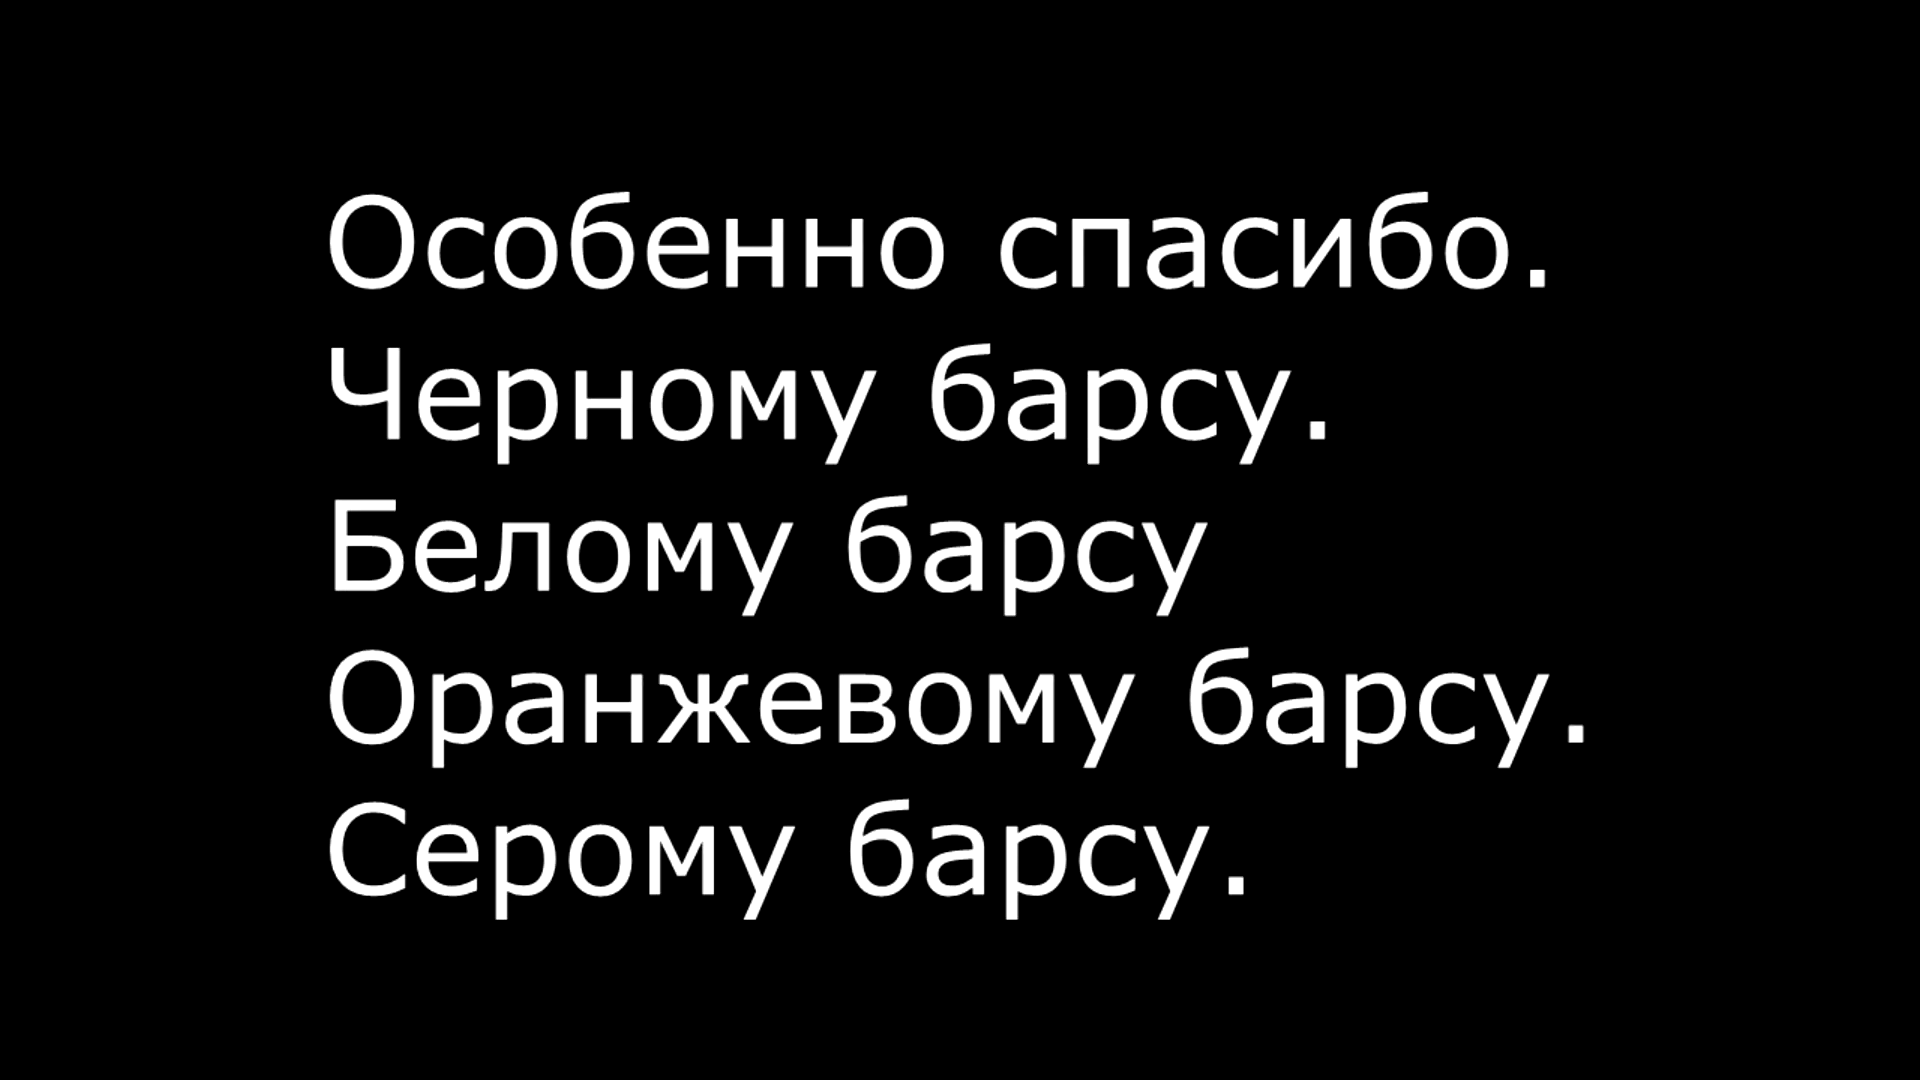 Особенно спасибо.
Черному барсу.
Белому барсу
Оранжевому барсу.
Серому барсу.